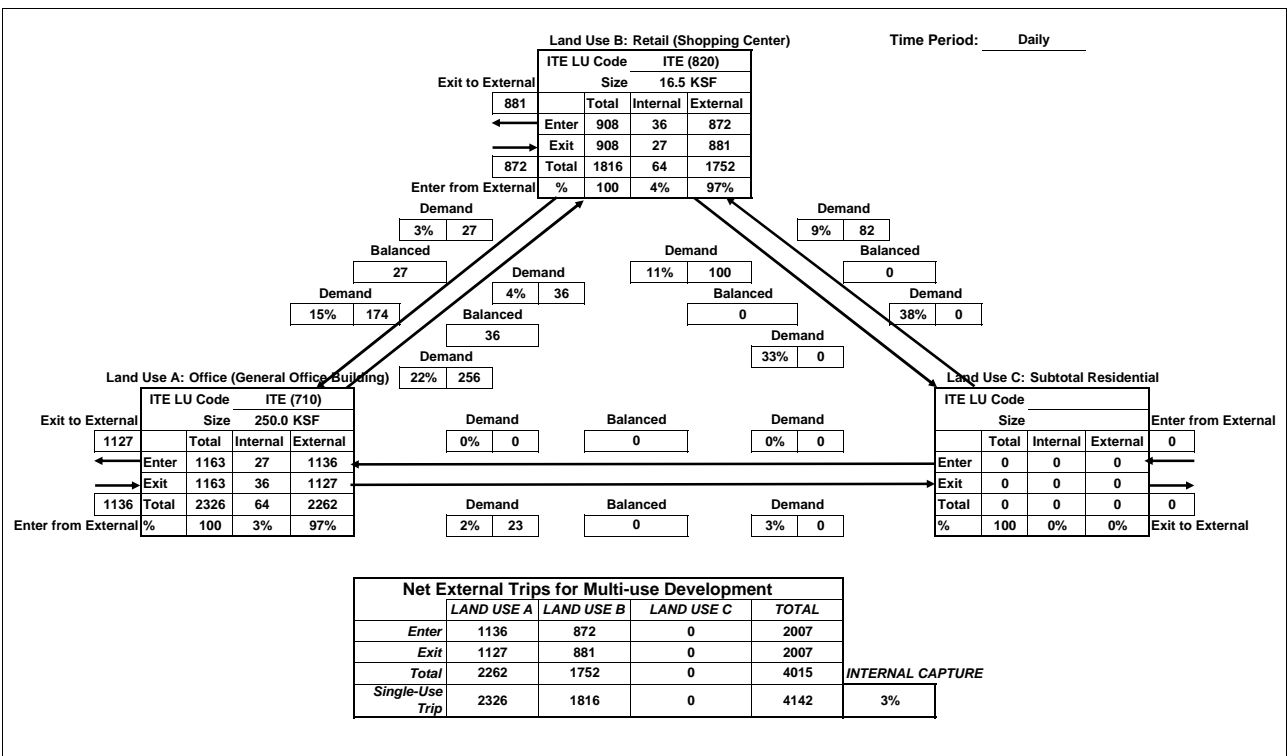 Land Use B: Retail (Shopping Center)
Time Period: Daily
ITE LU Code ITE (820)
Exit to External
Size 16.5 KSF
881
Total Internal External
Enter 908 36 872
Exit 908 27 881
872
Total 1816 64 1752
Enter from External
% 100 4% 97%
Demand
3% 27
Balanced
27
Demand
15% 174
Demand
4% 36
Balanced
36
Demand
22% 256
Demand
11% 100
Balanced
0
Demand
33% 0
Demand
9% 82
Balanced
0
Demand
38% 0
Land Use A: Office (General Office Building)
ITE LU Code ITE (710)
Exit to External
Size 250.0 KSF
1127
Total Internal External
Enter 1163 27 1136
Exit 1163 36 1127
1136
Total 2326 64 2262
Enter from External
% 100 3% 97%
Demand Balanced Demand
0% 0 0 0% 0
Demand Balanced Demand
2% 23 0 3% 0
Land Use C: Subtotal Residential
ITE LU Code
Size
Enter from External
Total Internal External
0
Enter 0 0 0
Exit 0 0 0
Total 0 0 0
0
% 100 0% 0%
Exit to External
Net External Trips for Multi-use Development
LAND USE A LAND USE B LAND USE C TOTAL
Enter 1136 872 0 2007
Exit 1127 881 0 2007
Total 2262 1752 0 4015
INTERNAL CAPTURE
Single-Use
Trip 2326 1816 0 4142 3%